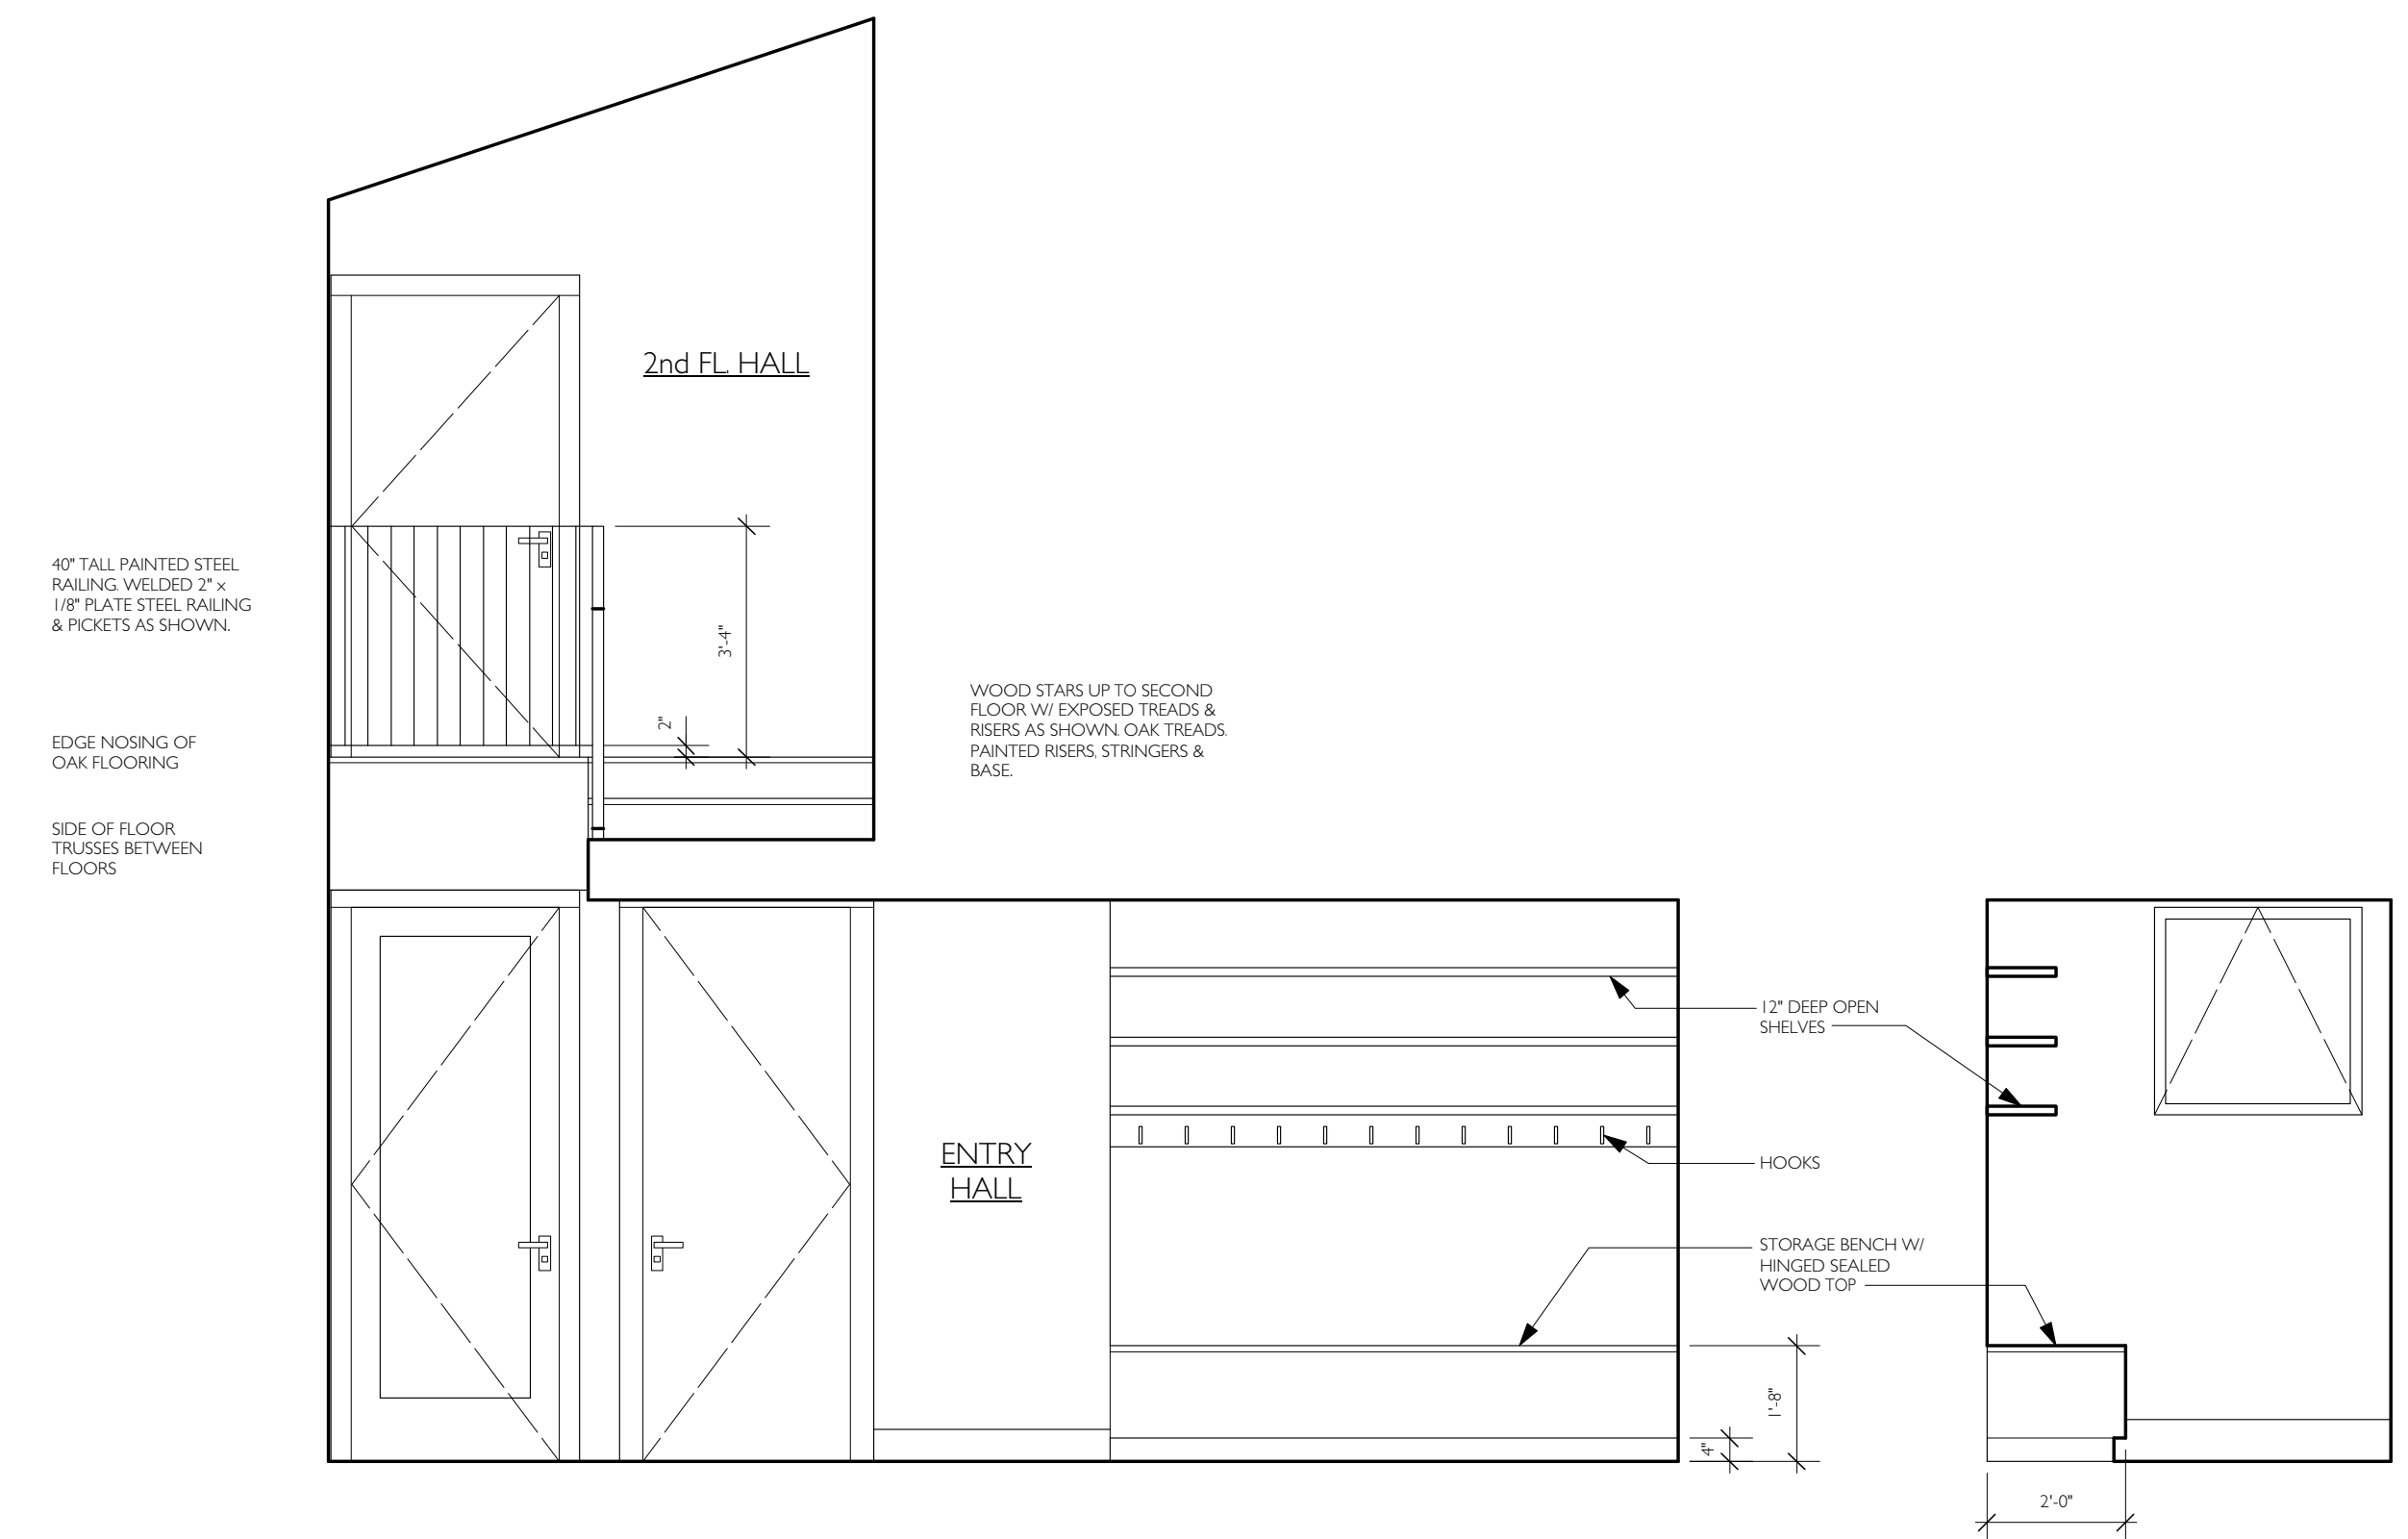 2nd FL. HALL
40" TALL PAINTED STEEL
RAILING. WELDED 2" x
1/8" PLATE STEEL RAILING
& PICKETS AS SHOWN.
3'-4"
2"
WOOD STARS UP TO SECOND
FLOOR W/ EXPOSED TREADS &
RISERS AS SHOWN. OAK TREADS.
PAINTED RISERS, STRINGERS &
BASE.
EDGE NOSING OF
OAK FLOORING
SIDE OF FLOOR
TRUSSES BETWEEN
FLOORS
12" DEEP OPEN
SHELVES
ENTRY
HALL
HOOKS
STORAGE BENCH W/
HINGED SEALED
WOOD TOP
1'-8"
4"
2'-0"